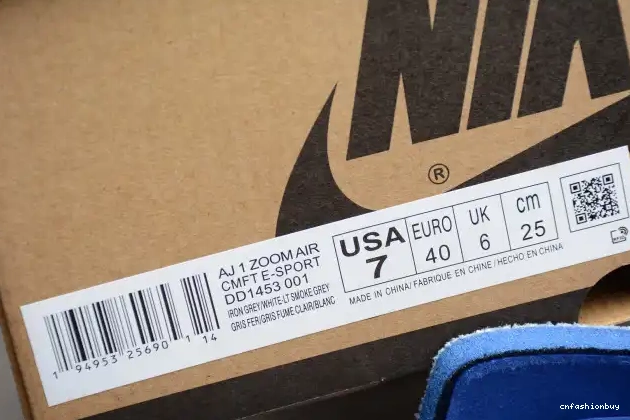 NIK
®
AJ 1 ZOOM AIR
CMFT E-SPORT
DD1453 001
IRON GREY/WHITE-LT SMOKE GREY
GRIS FER/GRIS FUME CLAIR/BLANC
USA
7
EURO
40
UK
6
cm
25
MADE IN CHINA/ FABRIQUE EN CHINE / HECHO EN CHINA
1 94953 25690 1 14
cnfashionbuy